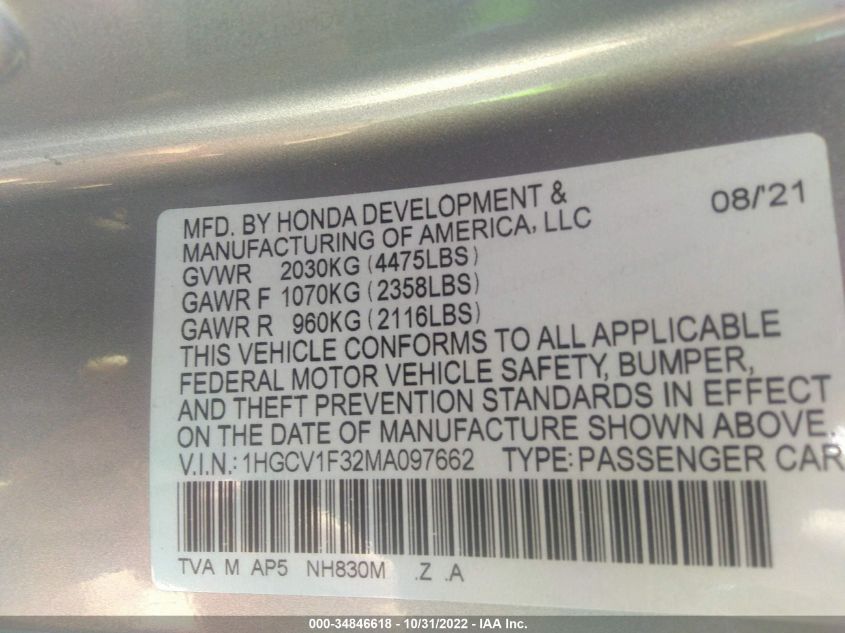 MFD. BY HONDA DEVELOPMENT & 08/'21
MANUFACTURING OF AMERICA, LLC
GVWR 2030KG (4475LBS)
GAWR F 1070KG (2358LBS)
GAWR R 960KG (2116LBS)
THIS VEHICLE CONFORMS TO ALL APPLICABLE
FEDERAL MOTOR VEHICLE SAFETY, BUMPER,
AND THEFT PREVENTION STANDARDS IN EFFECT
ON THE DATE OF MANUFACTURE SHOWN ABOVE.
V.I.N.: 1HGCV1F32MA097662 TYPE: PASSENGER CAR
TVA M AP5 NH830M .Z .A
000-34846618 - 10/31/2022 - IAA Inc.